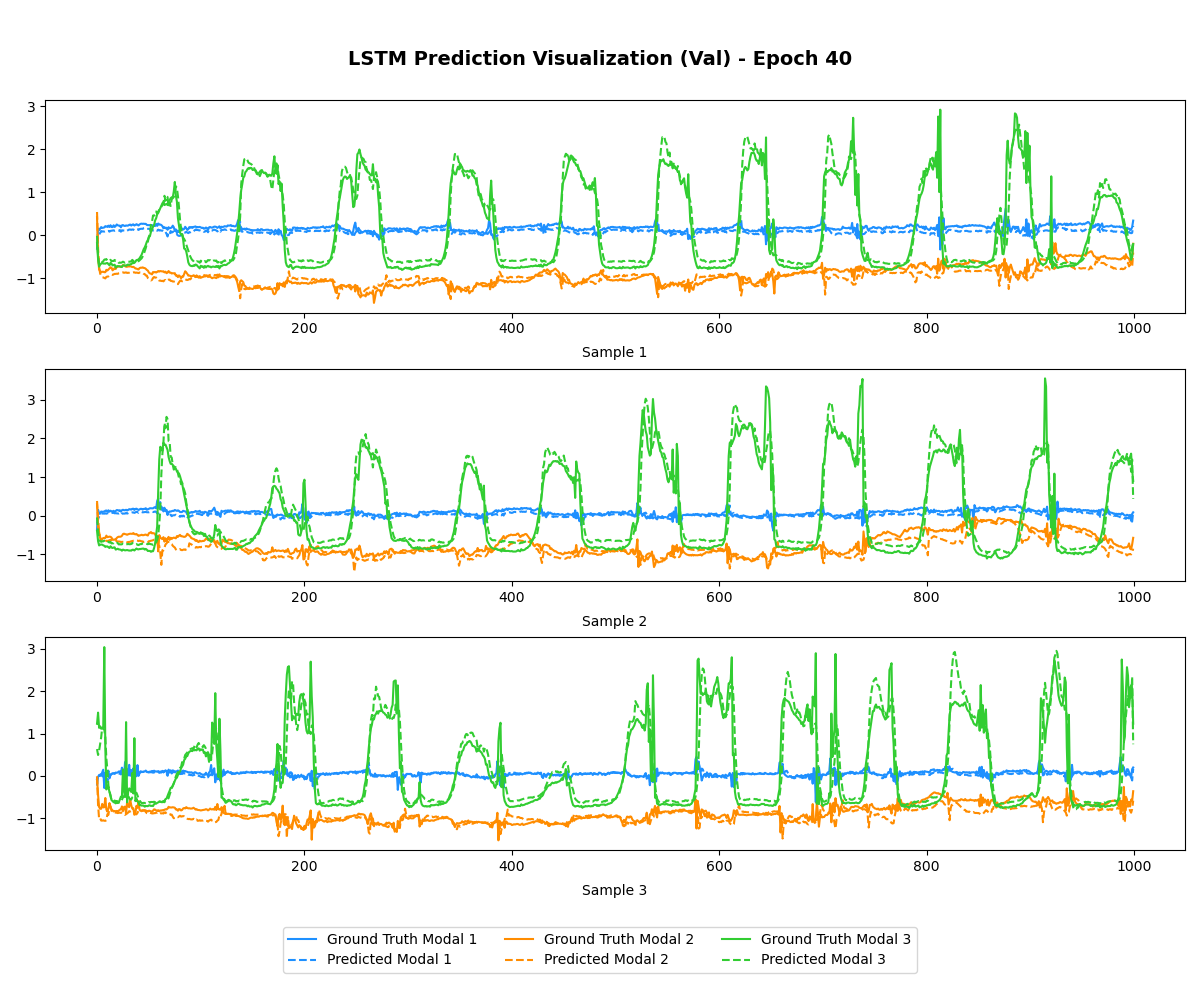 LSTM Prediction Visualization (Val) - Epoch 40
3
2
1
0
−1
0 200 400 600 800 1000
Sample 1
3
2
1
0
−1
0 200 400 600 800 1000
Sample 2
3
2
1
0
−1
0 200 400 600 800 1000
Sample 3
Ground Truth Modal 1 Ground Truth Modal 2 Ground Truth Modal 3
Predicted Modal 1 Predicted Modal 2 Predicted Modal 3